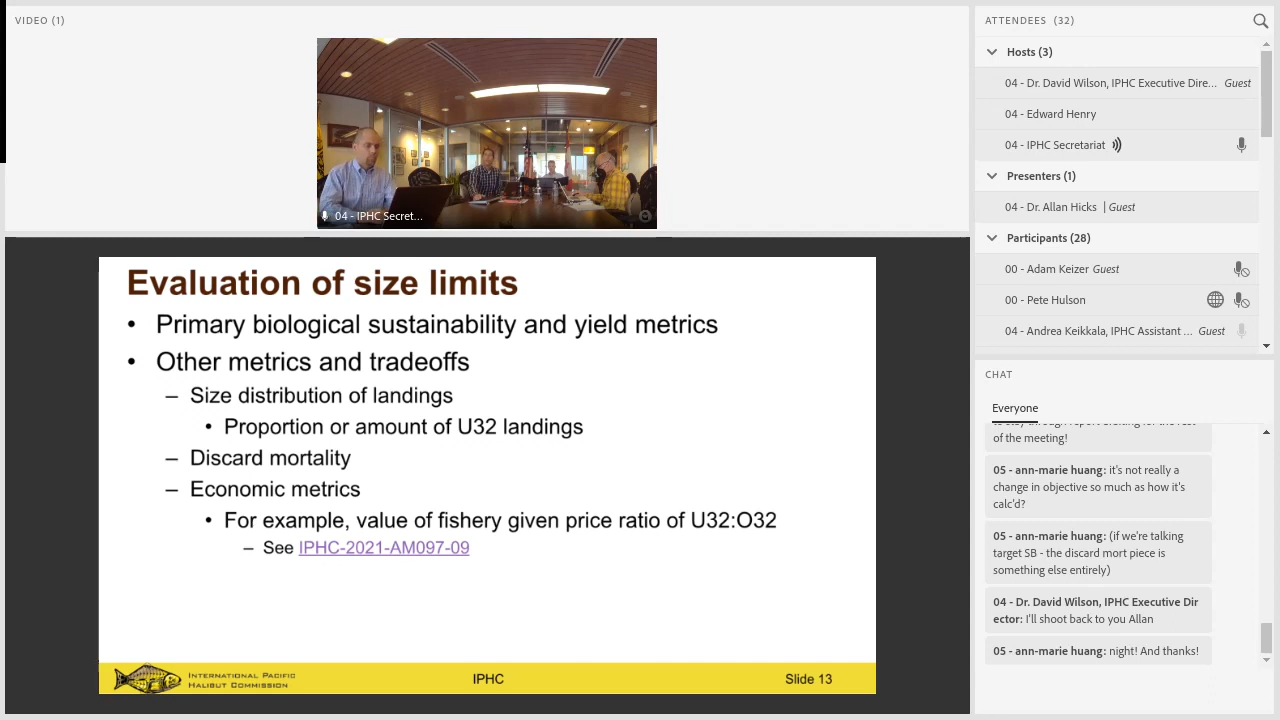 VIDEO (1)
04 - IPHC Secret...
Evaluation of size limits
• Primary biological sustainability and yield metrics
• Other metrics and tradeoffs
– Size distribution of landings
• Proportion or amount of U32 landings
– Discard mortality
– Economic metrics
• For example, value of fishery given price ratio of U32:O32
– See IPHC-2021-AM097-09
INTERNATIONAL PACIFIC
HALIBUT COMMISSION
IPHC
Slide 13
ATTENDEES (32)
Hosts (3)
04 - Dr. David Wilson, IPHC Executive Dire... Guest
04 - Edward Henry
04 - IPHC Secretariat
Presenters (1)
04 - Dr. Allan Hicks | Guest
Participants (28)
00 - Adam Keizer Guest
00 - Pete Hulson
04 - Andrea Keikkala, IPHC Assistant ... Guest
CHAT
Everyone
of the meeting!
05 - ann-marie huang: it's not really a
change in objective so much as how it's
calc'd?
05 - ann-marie huang: (if we're talking
target SB - the discard mort piece is
something else entirely)
04 - Dr. David Wilson, IPHC Executive Dir
ector: I'll shoot back to you Allan
05 - ann-marie huang: night! And thanks!